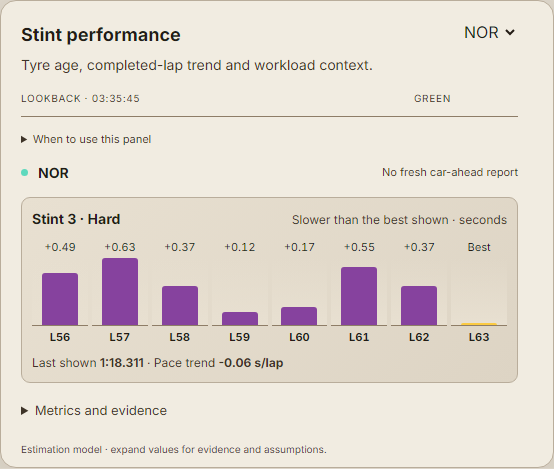 Stint performance
NOR
Tyre age, completed-lap trend and workload context.
LOOKBACK · 03:35:45
GREEN
When to use this panel
NOR
No fresh car-ahead report
Stint 3 · Hard
Slower than the best shown · seconds
+0.49 +0.63 +0.37 +0.12 +0.17 +0.55 +0.37 Best
L56 L57 L58 L59 L60 L61 L62 L63
Last shown 1:18.311 · Pace trend -0.06 s/lap
Metrics and evidence
Estimation model · expand values for evidence and assumptions.